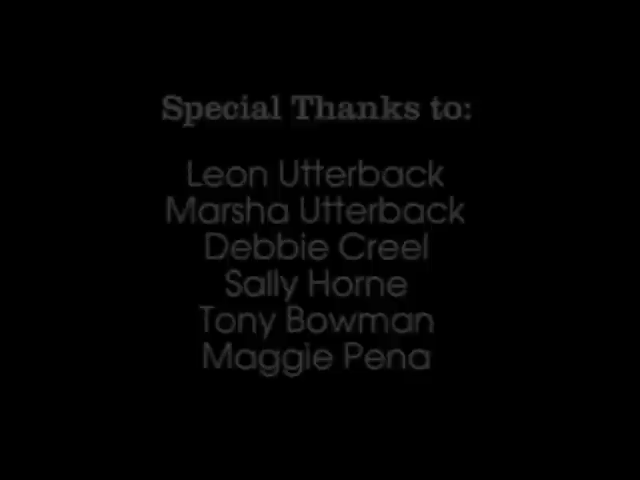 Special Thanks to:
Leon Utterback
Marsha Utterback
Debbie Creel
Sally Horne
Tony Bowman
Maggie Pena